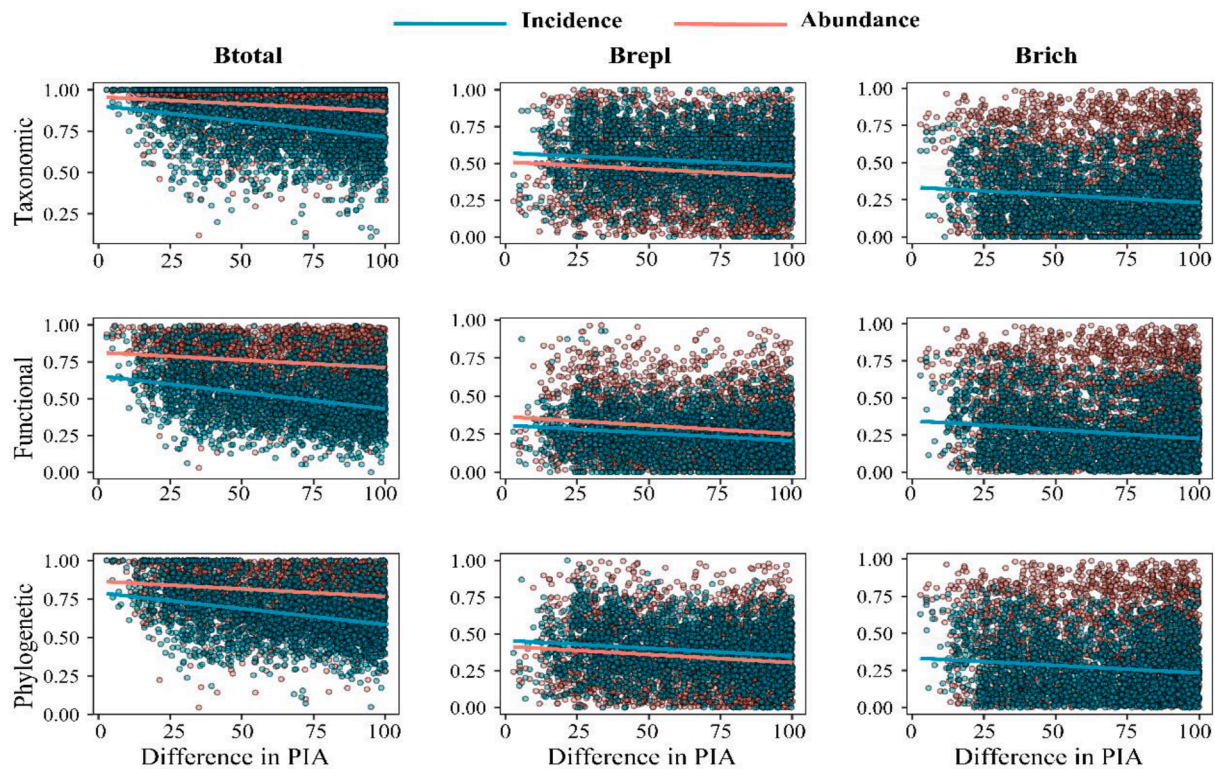 Incidence Abundance
Btotal Brepl Brich
Taxonomic
1.00 0.75 0.50 0.25
0 25 50 75 100
1.00 0.75 0.50 0.25 0.00
0 25 50 75 100
1.00 0.75 0.50 0.25 0.00
0 25 50 75 100
Functional
1.00 0.75 0.50 0.25 0.00
0 25 50 75 100
1.00 0.75 0.50 0.25 0.00
0 25 50 75 100
1.00 0.75 0.50 0.25 0.00
0 25 50 75 100
Phylogenetic
1.00 0.75 0.50 0.25 0.00
0 25 50 75 100
1.00 0.75 0.50 0.25 0.00
0 25 50 75 100
1.00 0.75 0.50 0.25 0.00
0 25 50 75 100
Difference in PIA Difference in PIA Difference in PIA